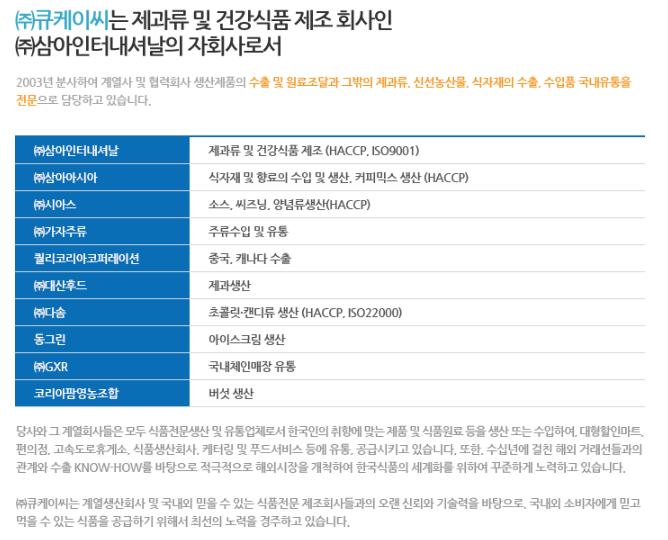 ㈜큐케이씨는 제과류 및 건강식품 제조 회사인
㈜삼아인터내셔날의 자회사로서
2003년 분사하여 계열사 및 협력회사 생산제품의 수출 및 원료조달과 그밖의 제과류, 신선농산물, 식자재의 수출, 수입품 국내유통을
전문으로 담당하고 있습니다.
㈜삼아인터내셔날 제과류 및 건강식품 제조 (HACCP, ISO9001)
㈜삼아아시아 식자재 및 향료의 수입 및 생산, 커피믹스 생산 (HACCP)
㈜시아스 소스, 씨즈닝, 양념류생산(HACCP)
㈜가자주류 주류수입 및 유통
퀄리코리아코퍼레이션 중국, 캐나다 수출
㈜대산후드 제과생산
㈜다솜 초콜릿·캔디류 생산 (HACCP, ISO22000)
동그린 아이스크림 생산
㈜GXR 국내체인매장 유통
코리아팜영농조합 버섯 생산
당사와 그 계열회사들은 모두 식품전문생산 및 유통업체로서 한국인의 취향에 맞는 제품 및 식품원료 등을 생산 또는 수입하여, 대형할인마트,
편의점, 고속도로휴게소, 식품생산회사, 케터링 및 푸드서비스 등에 유통, 공급시키고 있습니다. 또한, 수십년에 걸친 해외 거래선들과의
관계와 수출 KNOW-HOW를 바탕으로 적극적으로 해외시장을 개척하여 한국식품의 세계화를 위하여 꾸준하게 노력하고 있습니다.
㈜큐케이씨는 계열생산회사 및 국내외 믿을 수 있는 식품전문 제조회사들과의 오랜 신뢰와 기술력을 바탕으로, 국내외 소비자에게 믿고
먹을 수 있는 식품을 공급하기 위해서 최선의 노력을 경주하고 있습니다.